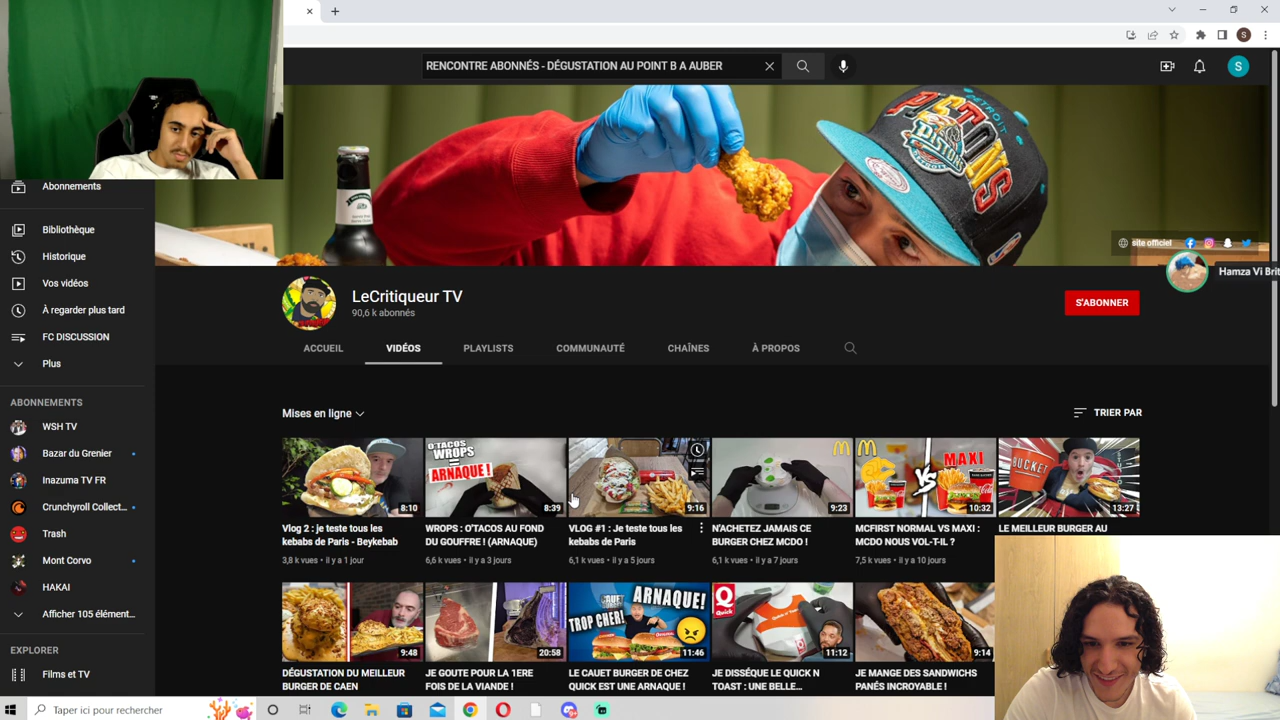 RENCONTRE ABONNÉS - DÉGUSTATION AU POINT B A AUBER
S
S
DETROIT
PISTONS
site officiel
Hamza Vi Brit
Abonnements
Bibliothèque
Historique
Vos vidéos
À regarder plus tard
FC DISCUSSION
Plus
ABONNEMENTS
WSH TV
Bazar du Grenier
Inazuma TV FR
Crunchyroll Collect...
Trash
Mont Corvo
HAKAI
Afficher 105 élément...
EXPLORER
Films et TV
LeCritiqueur TV
90,6 k abonnés
S'ABONNER
ACCUEIL
VIDÉOS
PLAYLISTS
COMMUNAUTÉ
CHAÎNES
À PROPOS
Mises en ligne
TRIER PAR
8:10
Vlog 2 : je teste tous les
kebabs de Paris - Beykebab
3,8 k vues • il y a 1 jour
O'TACOS
WROPS
=
ARNAQUE !
8:39
WROPS : O'TACOS AU FOND
DU GOUFFRE ! (ARNAQUE)
6,6 k vues • il y a 3 jours
9:16
VLOG #1 : Je teste tous les
kebabs de Paris
6,1 k vues • il y a 5 jours
9:23
N'ACHETEZ JAMAIS CE
BURGER CHEZ MCDO !
6,1 k vues • il y a 7 jours
VS
MAXI
10:32
MCFIRST NORMAL VS MAXI :
MCDO NOUS VOL-T-IL ?
7,5 k vues • il y a 10 jours
BUCKET
13:27
LE MEILLEUR BURGER AU
9:48
DÉGUSTATION DU MEILLEUR
BURGER DE CAEN
20:58
JE GOUTE POUR LA 1ERE
FOIS DE LA VIANDE !
CAUET
BURGER
TROP CHER!
ARNAQUE!
11:46
LE CAUET BURGER DE CHEZ
QUICK EST UNE ARNAQUE !
Quick
11:12
JE DISSÉQUE LE QUICK N
TOAST : UNE BELLE...
9:14
JE MANGE DES SANDWICHS
PANÉS INCROYABLE !
Taper ici pour rechercher